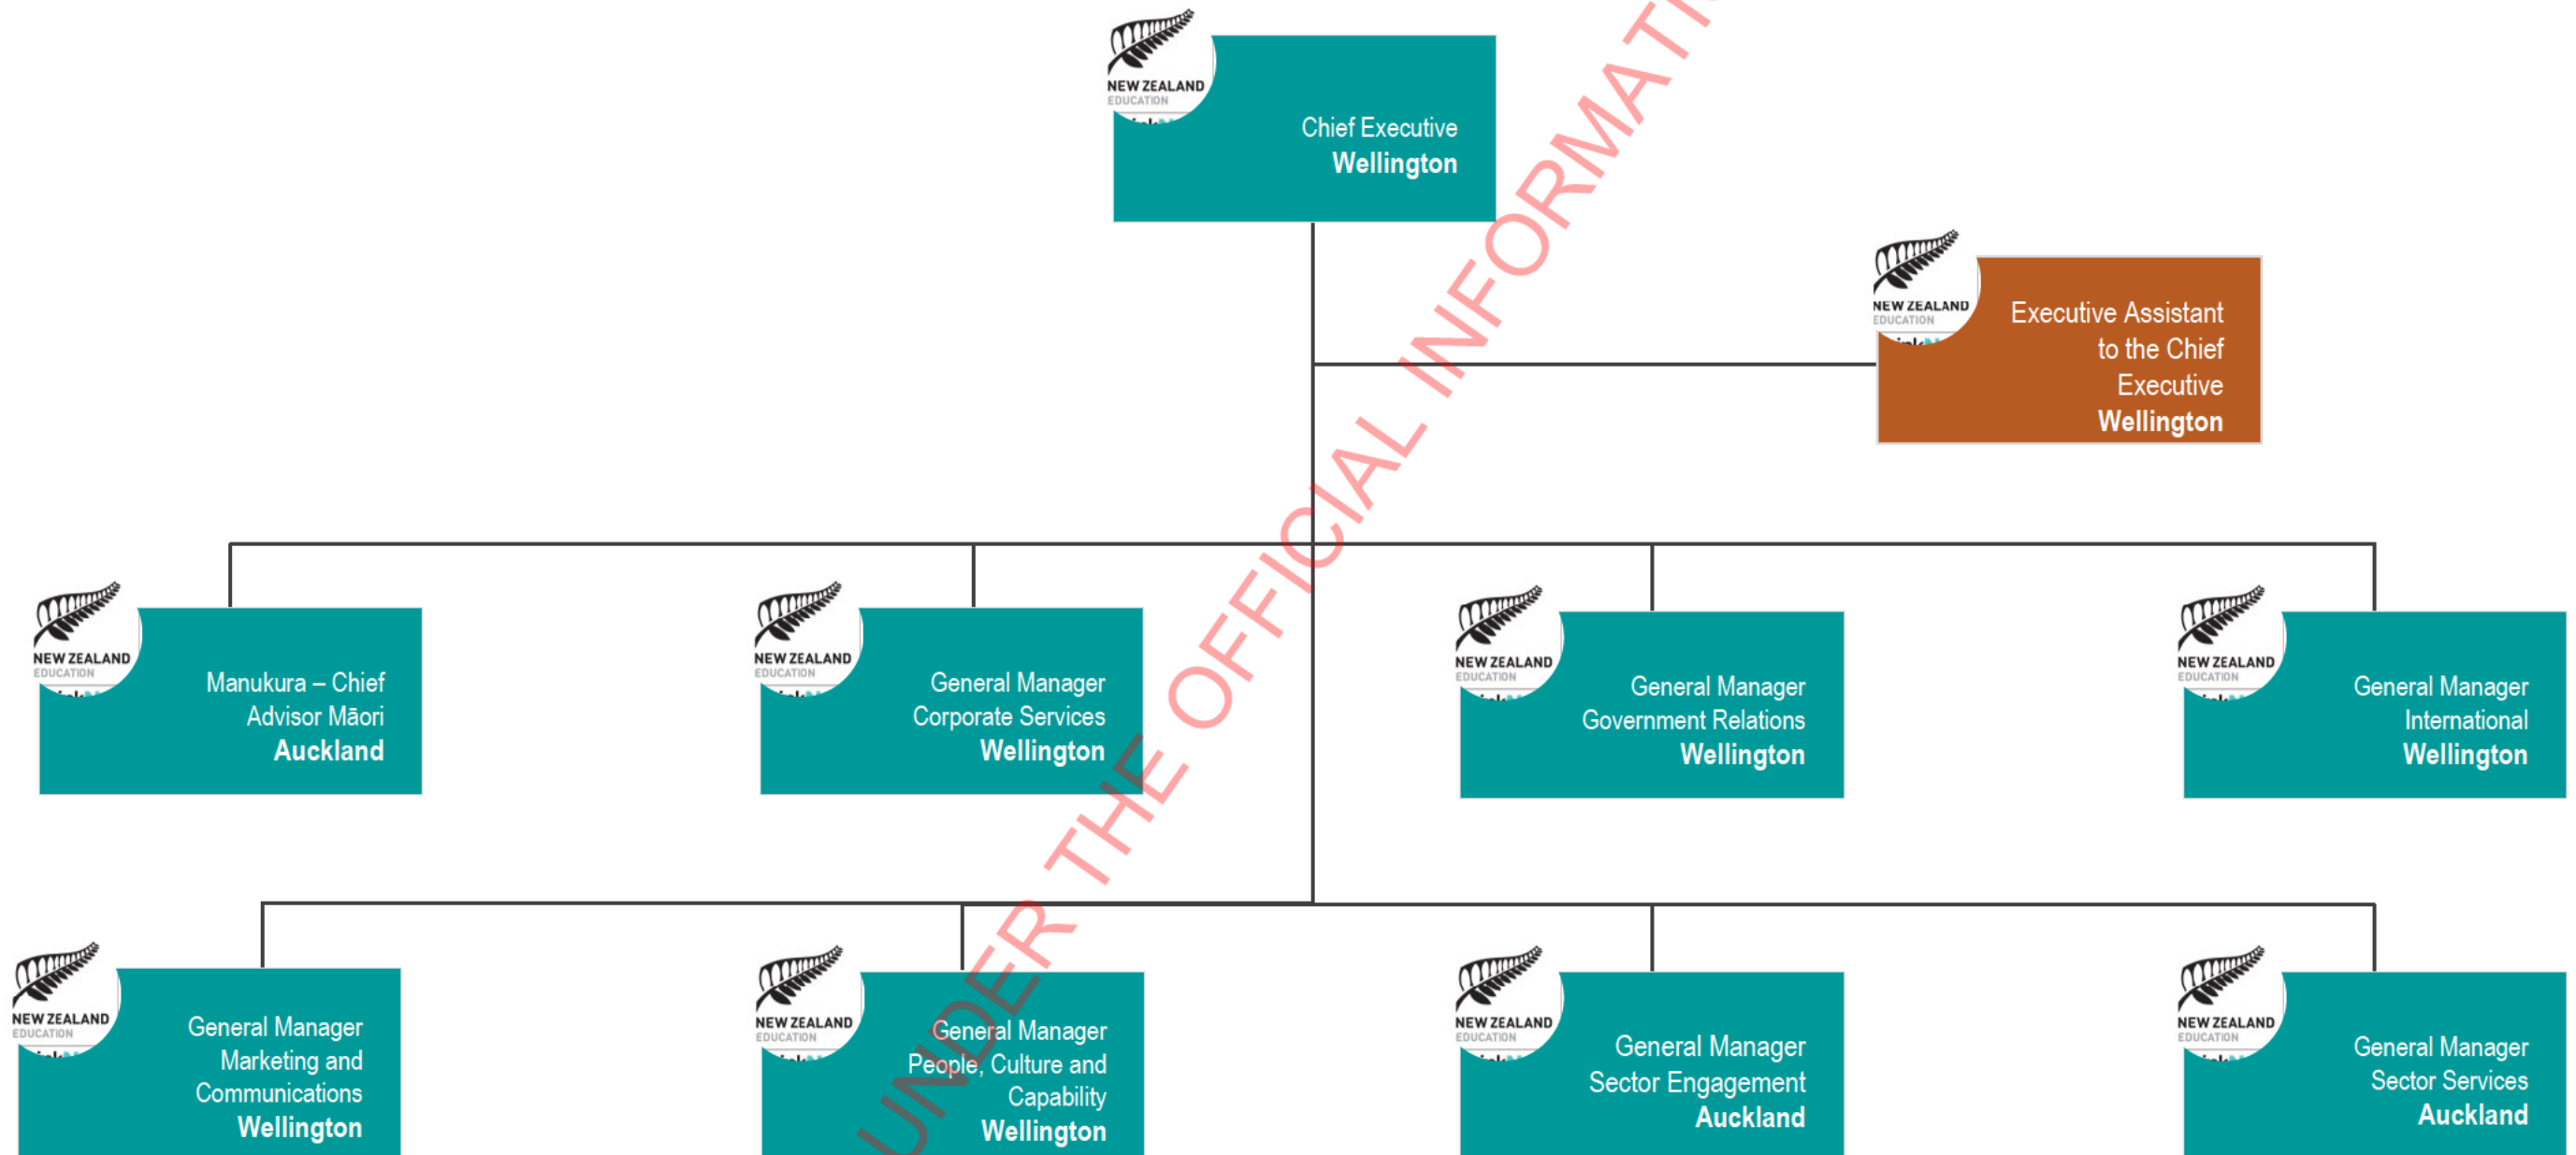 NEW ZEALAND
EDUCATION
Chief Executive
Wellington
NEW ZEALAND
EDUCATION
Executive Assistant
to the Chief
Executive
Wellington
NEW ZEALAND
EDUCATION
Manukura – Chief
Advisor Māori
Auckland
NEW ZEALAND
EDUCATION
General Manager
Corporate Services
Wellington
NEW ZEALAND
EDUCATION
General Manager
Government Relations
Wellington
NEW ZEALAND
EDUCATION
General Manager
International
Wellington
NEW ZEALAND
EDUCATION
General Manager
Marketing and
Communications
Wellington
NEW ZEALAND
EDUCATION
General Manager
People, Culture and
Capability
Wellington
NEW ZEALAND
EDUCATION
General Manager
Sector Engagement
Auckland
NEW ZEALAND
EDUCATION
General Manager
Sector Services
Auckland
UNDER THE OFFICIAL